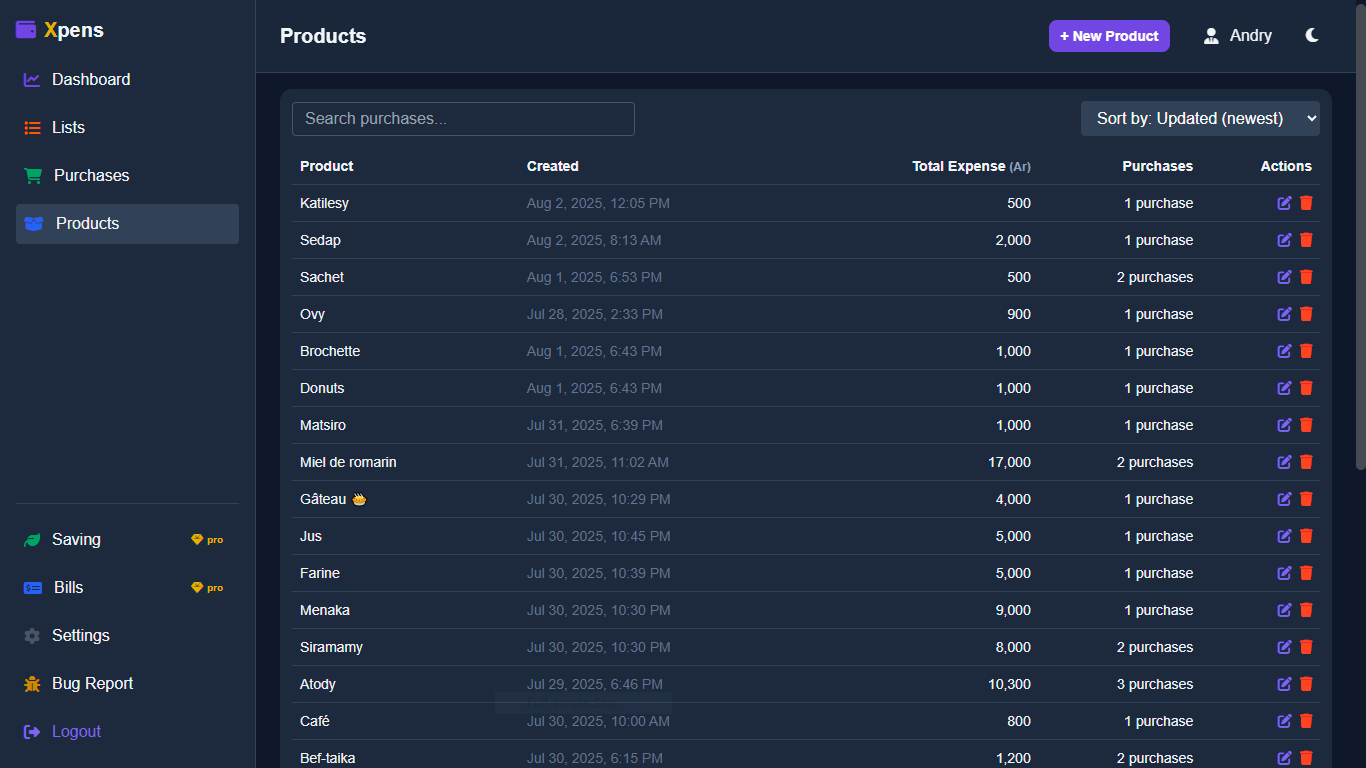 Xpens
Dashboard
Lists
Purchases
Products
Saving pro
Bills pro
Settings
Bug Report
Logout
Products
+ New Product
Andry
Search purchases...
Sort by: Updated (newest)
Product Created Total Expense (Ar) Purchases Actions
Katilesy Aug 2, 2025, 12:05 PM 500 1 purchase
Sedap Aug 2, 2025, 8:13 AM 2,000 1 purchase
Sachet Aug 1, 2025, 6:53 PM 500 2 purchases
Ovy Jul 28, 2025, 2:33 PM 900 1 purchase
Brochette Aug 1, 2025, 6:43 PM 1,000 1 purchase
Donuts Aug 1, 2025, 6:43 PM 1,000 1 purchase
Matsiro Jul 31, 2025, 6:39 PM 1,000 1 purchase
Miel de romarin Jul 31, 2025, 11:02 AM 17,000 2 purchases
Gâteau 🥧 Jul 30, 2025, 10:29 PM 4,000 1 purchase
Jus Jul 30, 2025, 10:45 PM 5,000 1 purchase
Farine Jul 30, 2025, 10:39 PM 5,000 1 purchase
Menaka Jul 30, 2025, 10:30 PM 9,000 1 purchase
Siramamy Jul 30, 2025, 10:30 PM 8,000 2 purchases
Atody Jul 29, 2025, 6:46 PM 10,300 3 purchases
Café Jul 30, 2025, 10:00 AM 800 1 purchase
Bef-taika Jul 30, 2025, 6:15 PM 1,200 2 purchases